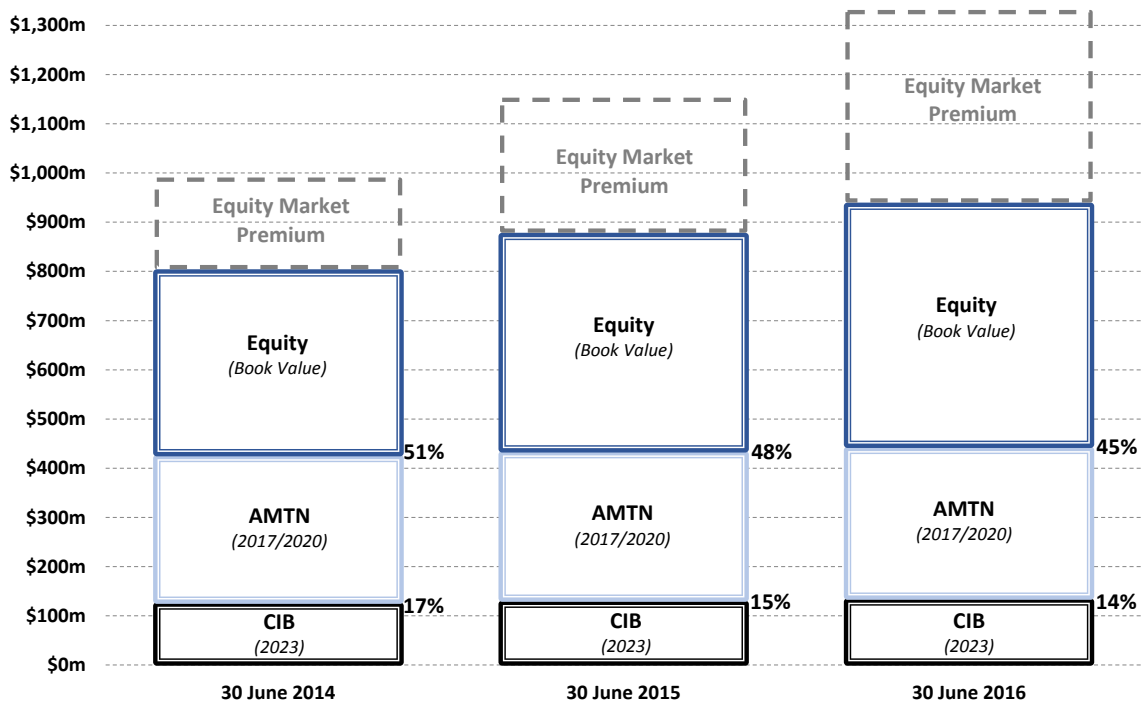 $1,300m
$1,200m
$1,100m
$1,000m
$900m
$800m
$700m
$600m
$500m
$400m
$300m
$200m
$100m
$0m
Equity Market
Premium
Equity
(Book Value)
51%
AMTN
(2017/2020)
17%
CIB
(2023)
30 June 2014
Equity Market
Premium
Equity
(Book Value)
48%
AMTN
(2017/2020)
15%
CIB
(2023)
30 June 2015
Equity Market
Premium
Equity
(Book Value)
45%
AMTN
(2017/2020)
14%
CIB
(2023)
30 June 2016